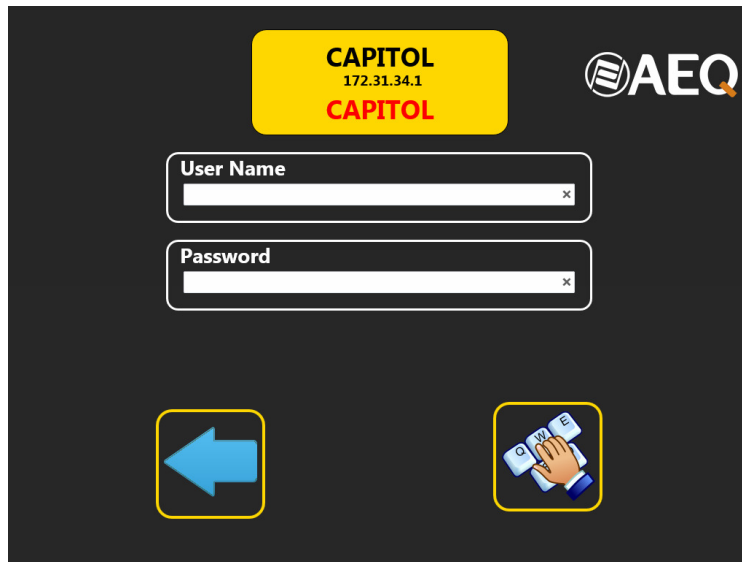 CAPITOL
172.31.34.1
CAPITOL
AEQ
User Name
×
Password
×
Q W E